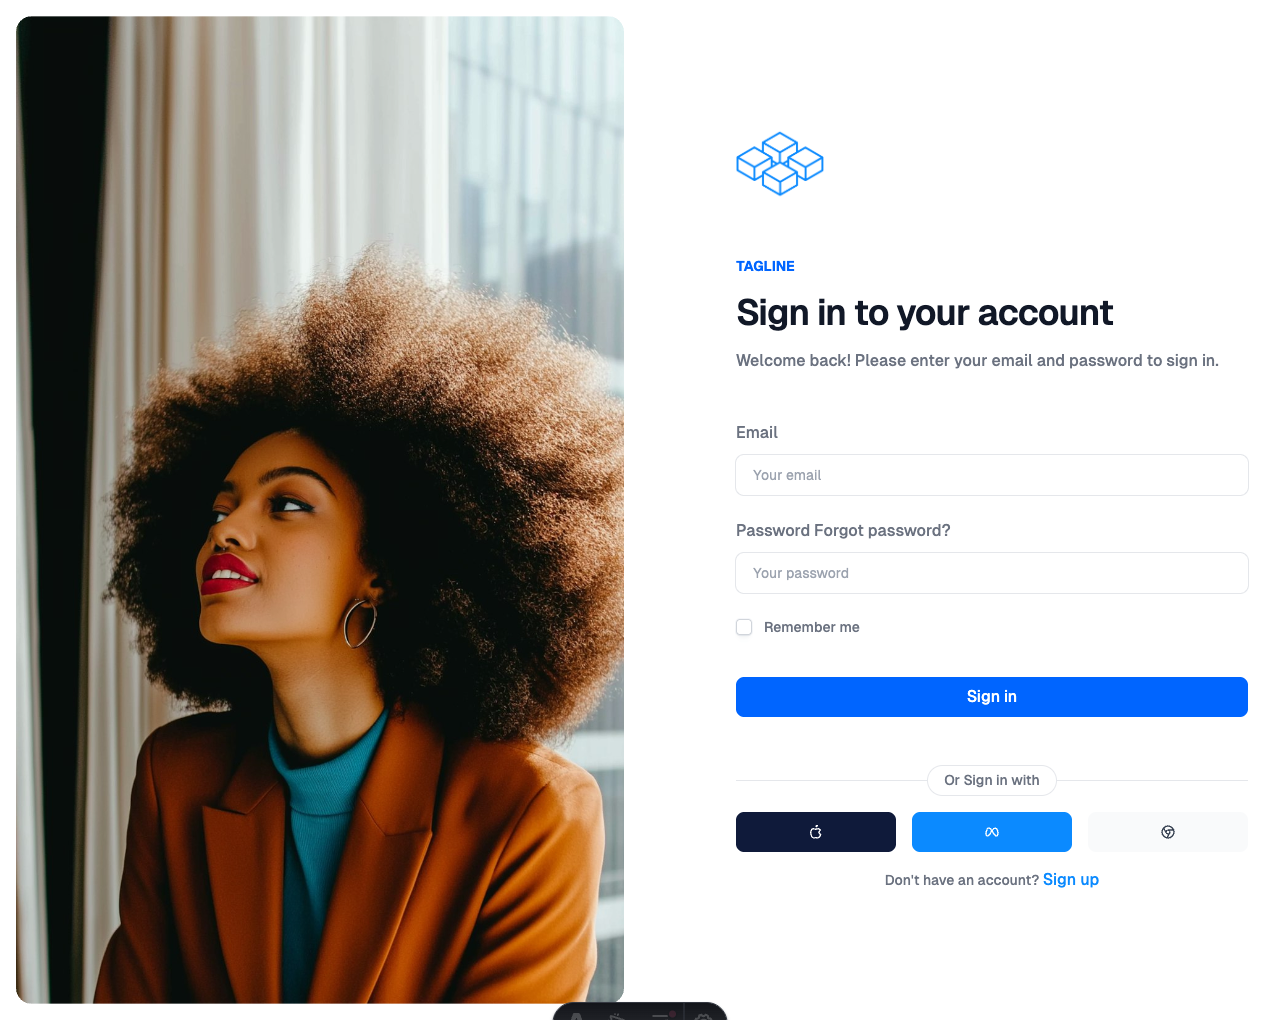 TAGLINE
Sign in to your account
Welcome back! Please enter your email and password to sign in.
Email
Your email
Password Forgot password?
Your password
Remember me
Sign in
Or Sign in with
Don't have an account? Sign up